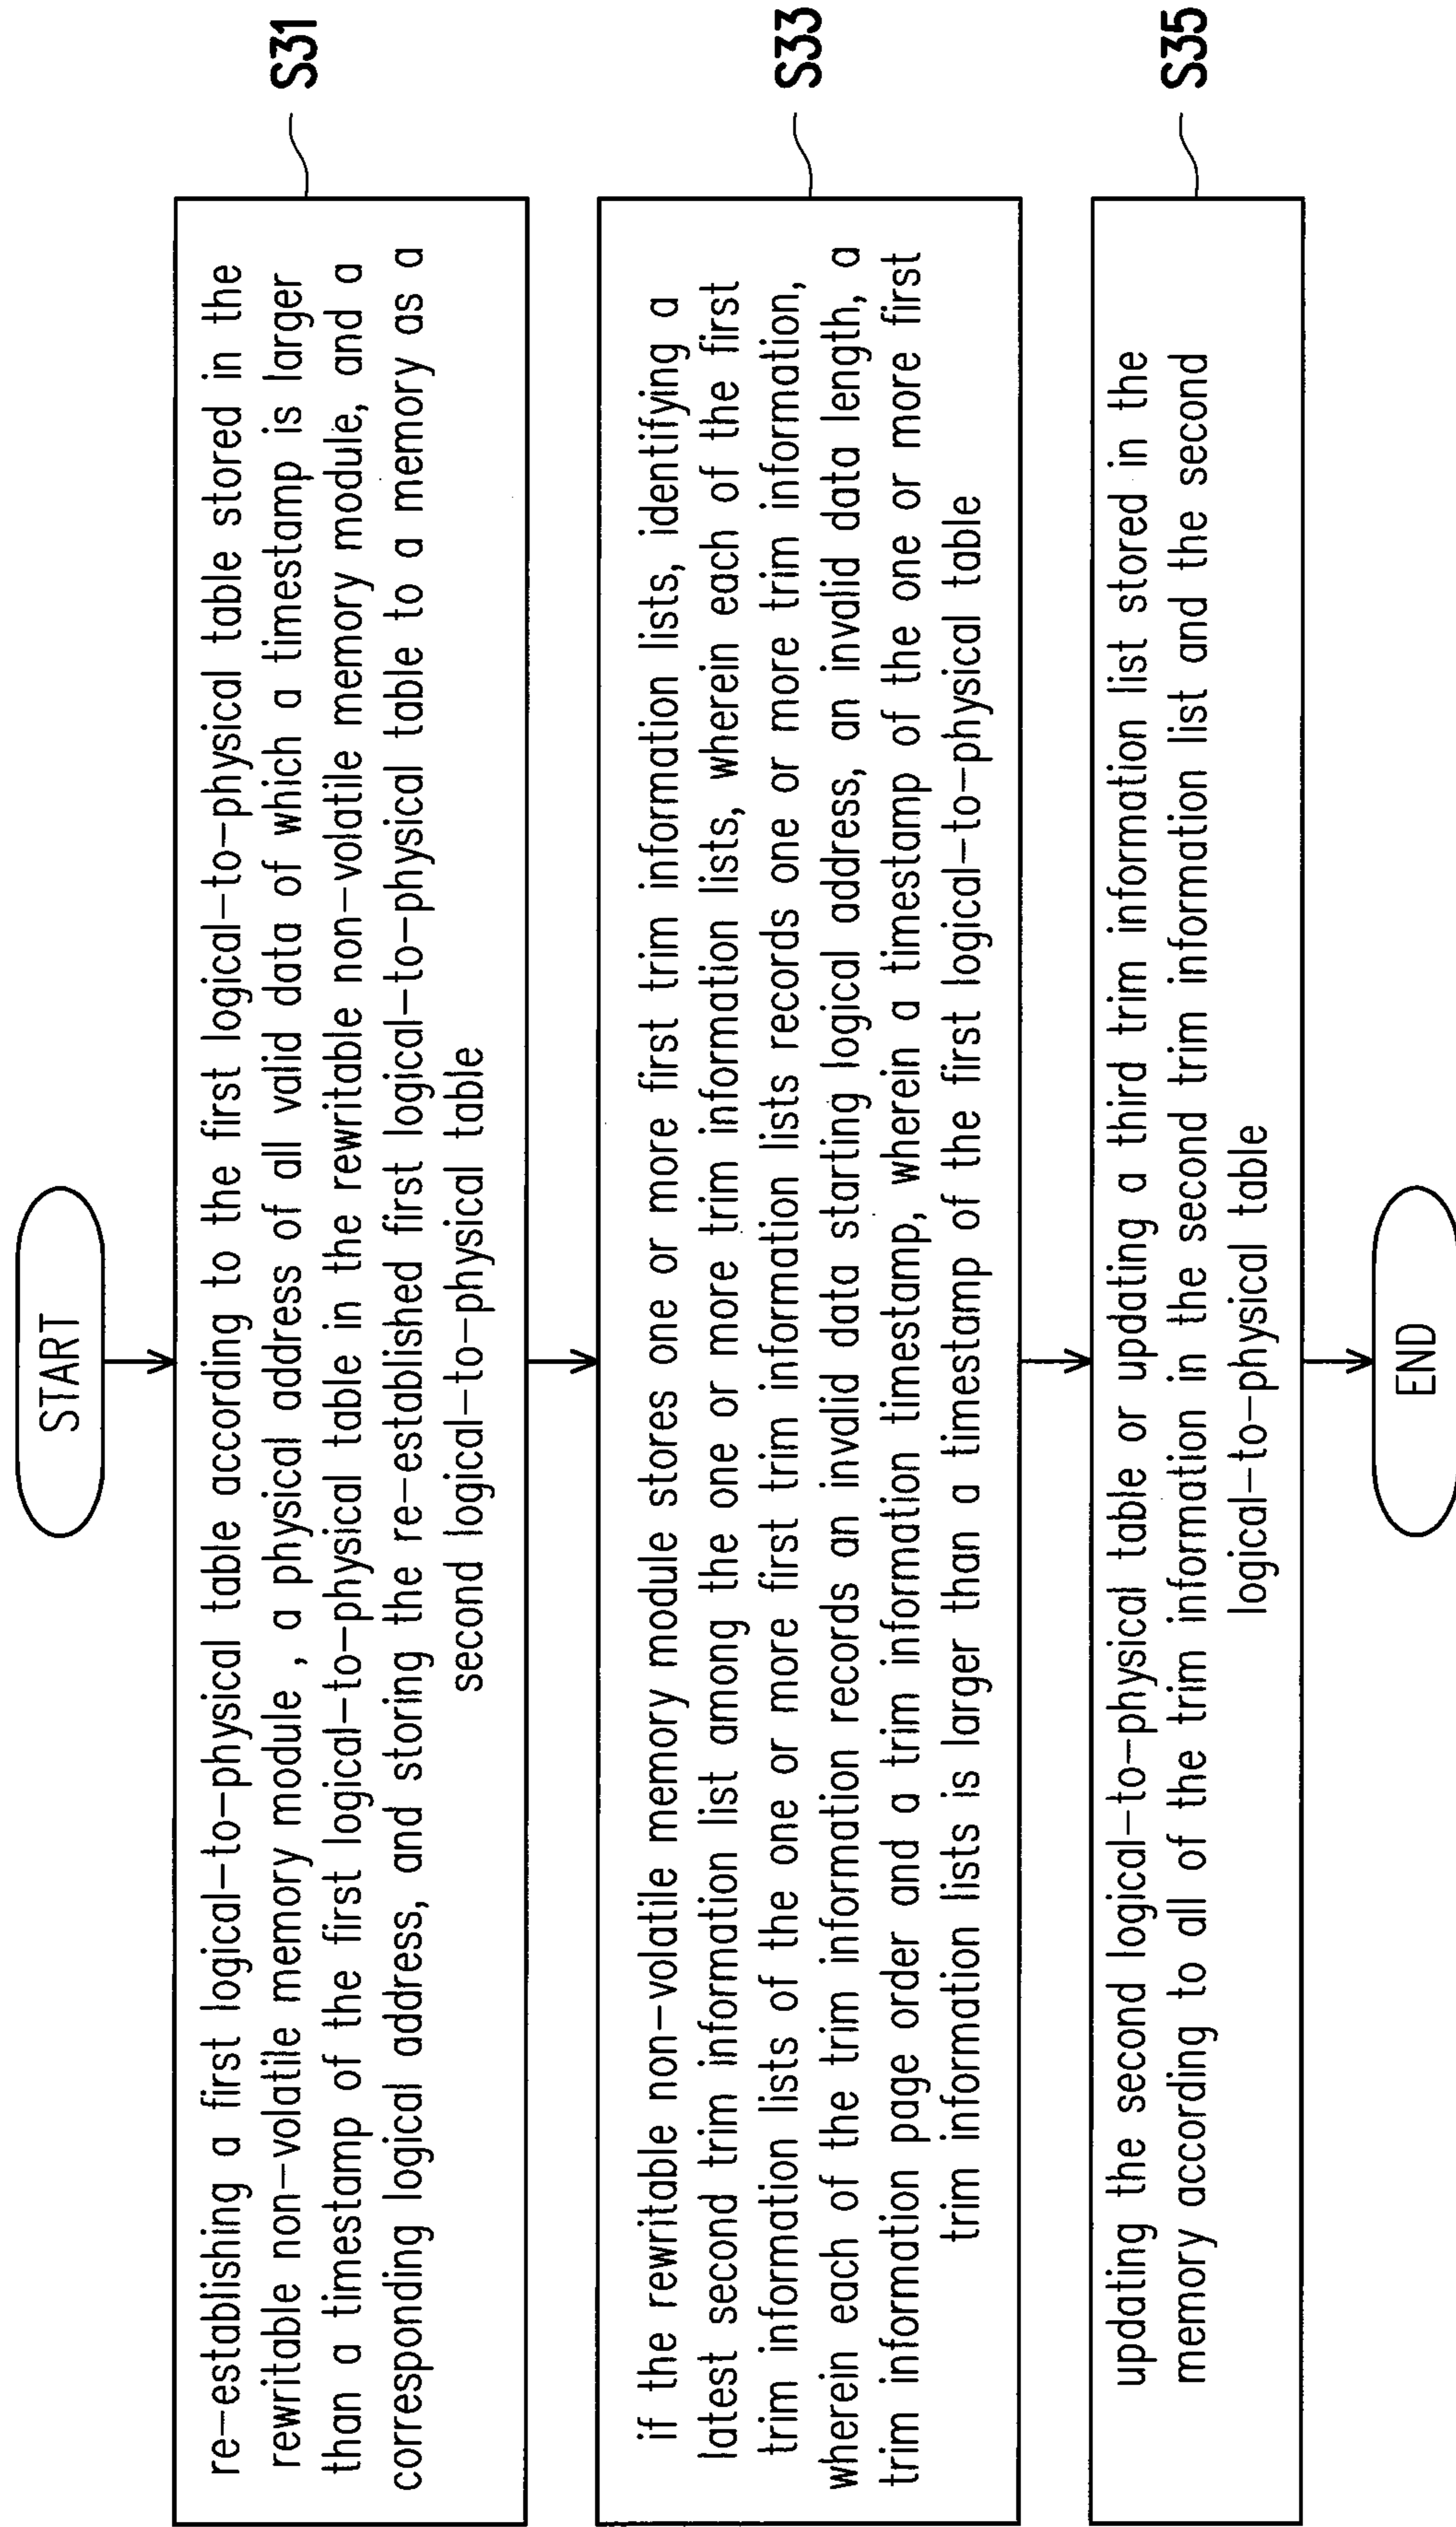 START
re-establishing a first logical-to-physical table according to the first logical-to-physical table stored in the
rewritable non-volatile memory module , a physical address of all valid data of which a timestamp is larger
than a timestamp of the first logical-to-physical table in the rewritable non-volatile memory module, and a
corresponding logical address, and storing the re-established first logical-to-physical table to a memory as a
second logical-to-physical table
S31
if the rewritable non-volatile memory module stores one or more first trim information lists, identifying a
latest second trim information list among the one or more trim information lists, wherein each of the first
trim information lists of the one or more first trim information lists records one or more trim information,
wherein each of the trim information records an invalid data starting logical address, an invalid data length, a
trim information page order and a trim information timestamp, wherein a timestamp of the one or more first
trim information lists is larger than a timestamp of the first logical-to-physical table
S33
updating the second logical-to-physical table or updating a third trim information list stored in the
memory according to all of the trim information in the second trim information list and the second
logical-to-physical table
S35
END